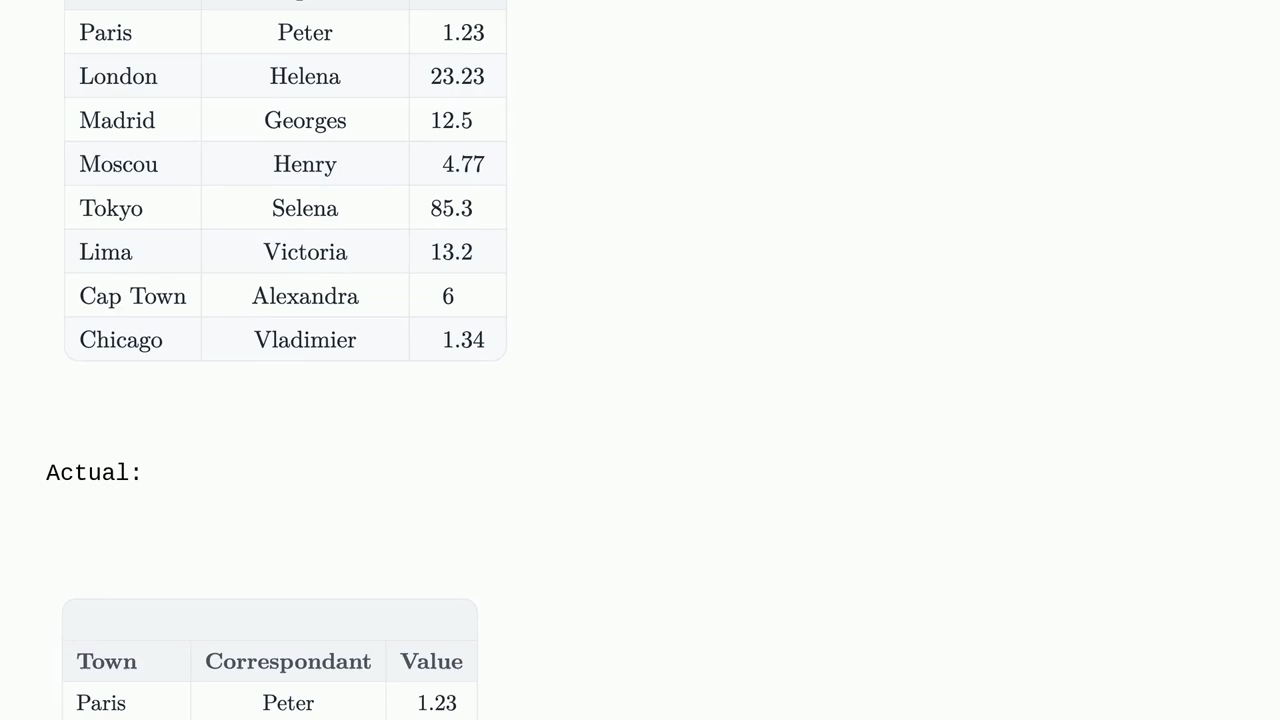 Paris Peter 1.23
London Helena 23.23
Madrid Georges 12.5
Moscou Henry 4.77
Tokyo Selena 85.3
Lima Victoria 13.2
Cap Town Alexandra 6
Chicago Vladimier 1.34
Actual:
Town Correspondant Value
Paris Peter 1.23